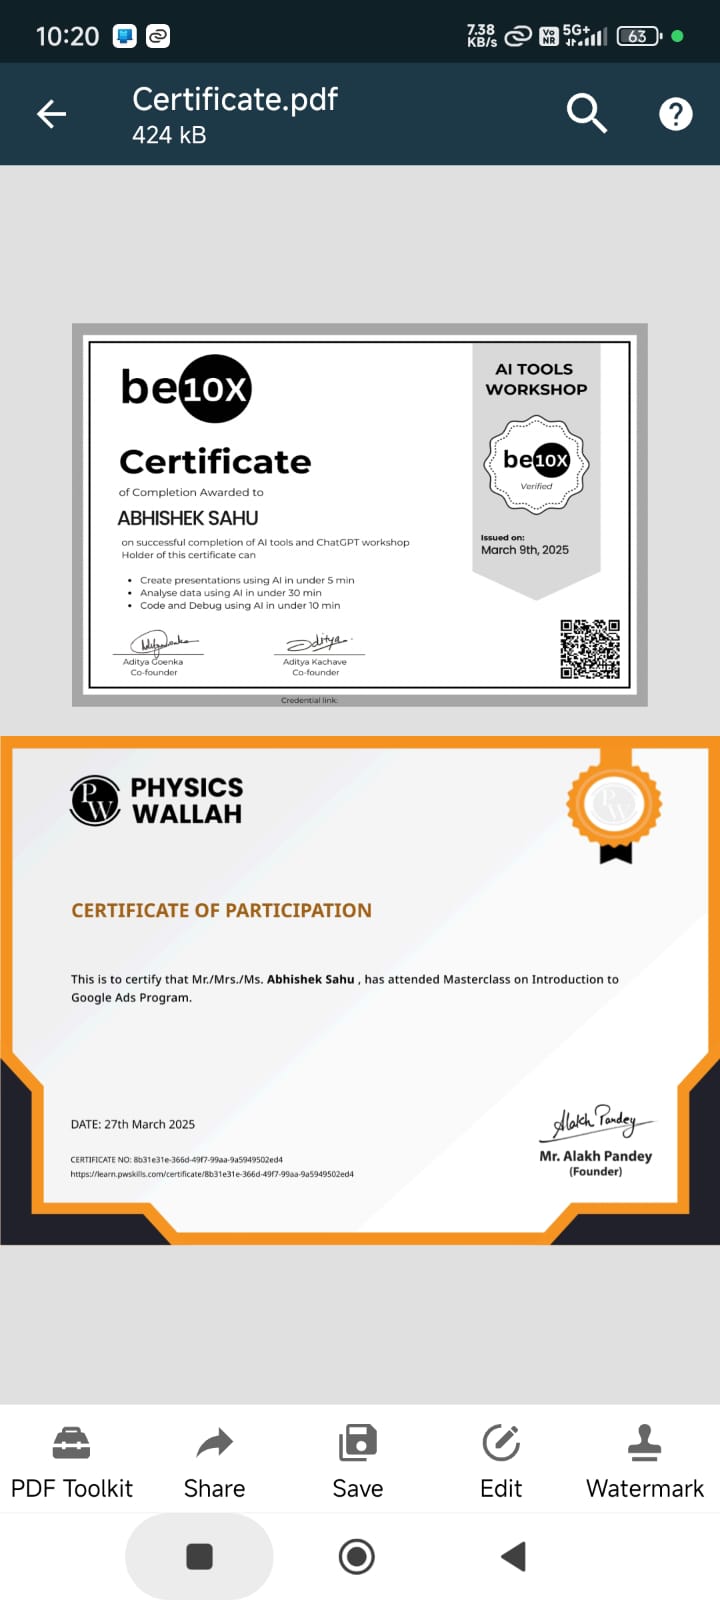 10:20
7.38 KB/s
Vo NR
5G+
63
Certificate.pdf
424 kB
be10X
AI TOOLS
WORKSHOP
be10X
Verified
Certificate
of Completion Awarded to
ABHISHEK SAHU
on successful completion of AI tools and ChatGPT workshop
Holder of this certificate can
Issued on:
March 9th, 2025
• Create presentations using AI in under 5 min
• Analyse data using AI in under 30 min
• Code and Debug using AI in under 10 min
Aditya Goenka
Co-founder
Aditya Kachave
Co-founder
Credential link:
PW
PHYSICS
WALLAH
PW
CERTIFICATE OF PARTICIPATION
This is to certify that Mr./Mrs./Ms. Abhishek Sahu , has attended Masterclass on Introduction to
Google Ads Program.
DATE: 27th March 2025
CERTIFICATE NO: 8b31e31e-366d-49f7-99aa-9a5949502ed4
https://learn.pwskills.com/certificate/8b31e31e-366d-49f7-99aa-9a5949502ed4
Alakh Pandey
Mr. Alakh Pandey
(Founder)
PDF Toolkit
Share
Save
Edit
Watermark